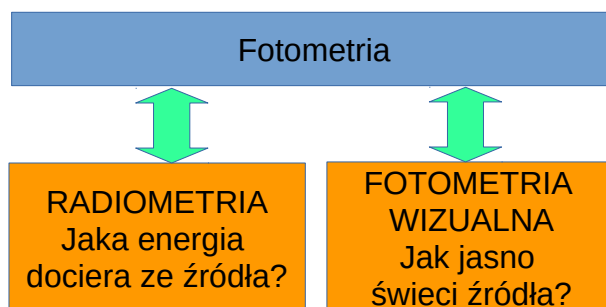 Fotometria
RADIOMETRIA
Jaka energia
dociera ze źródła?
FOTOMETRIA
WIZUALNA
Jak jasno
świeci źródła?